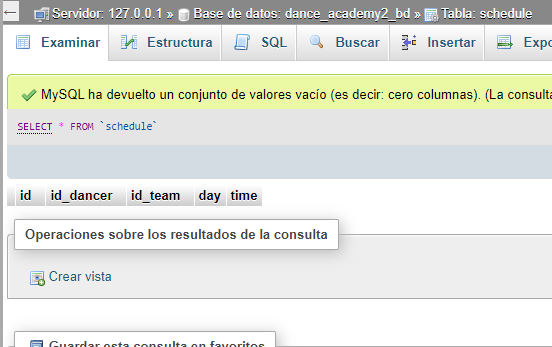 Servidor: 127.0.0.1 » Base de datos: dance_academy2_bd » Tabla: schedule
Examinar Estructura SQL Buscar Insertar Expo
MySQL ha devuelto un conjunto de valores vacío (es decir: cero columnas). (La consulta
SELECT * FROM `schedule`
id id_dancer id_team day time
Operaciones sobre los resultados de la consulta
Crear vista
Guardar esta consulta en favoritos